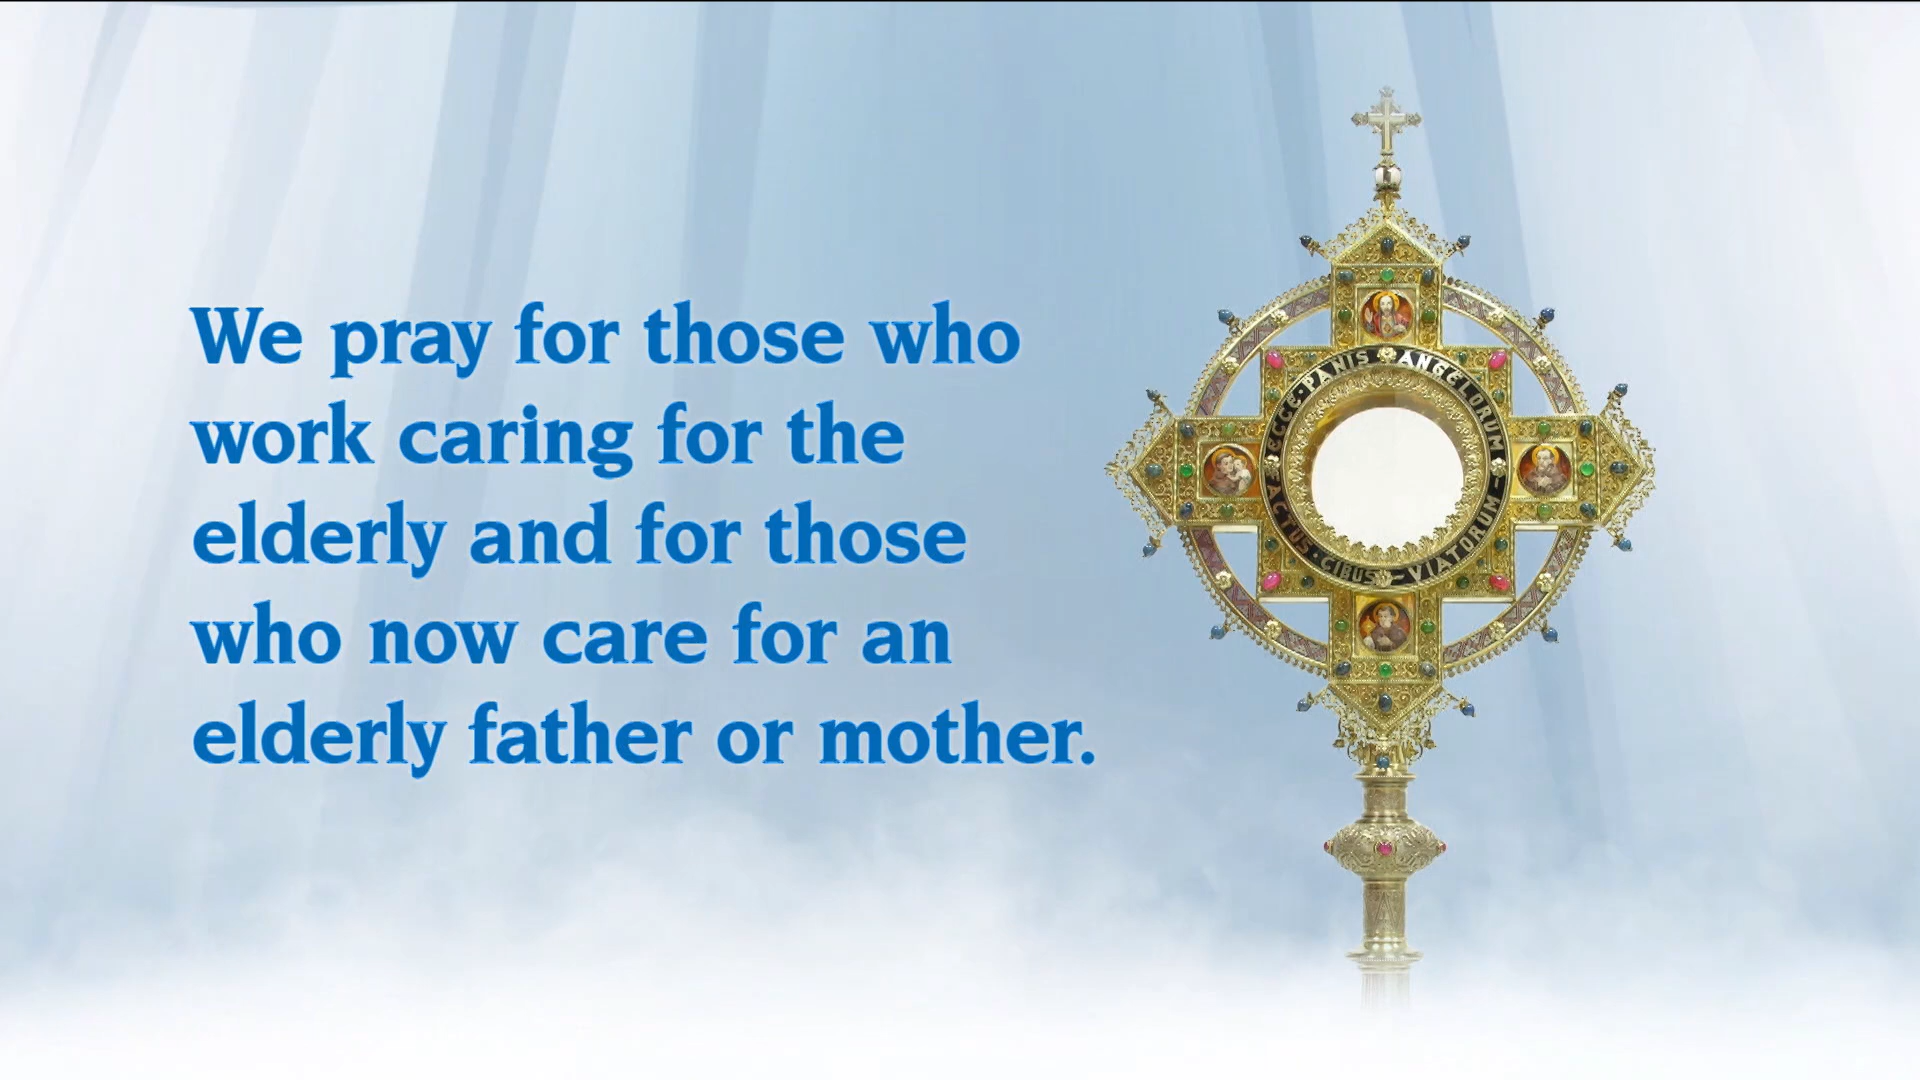 We pray for those who
work caring for the
elderly and for those
who now care for an
elderly father or mother.
ECCE · PANIS ANGELORUM
FACTUS · CIBUS VIATORUM